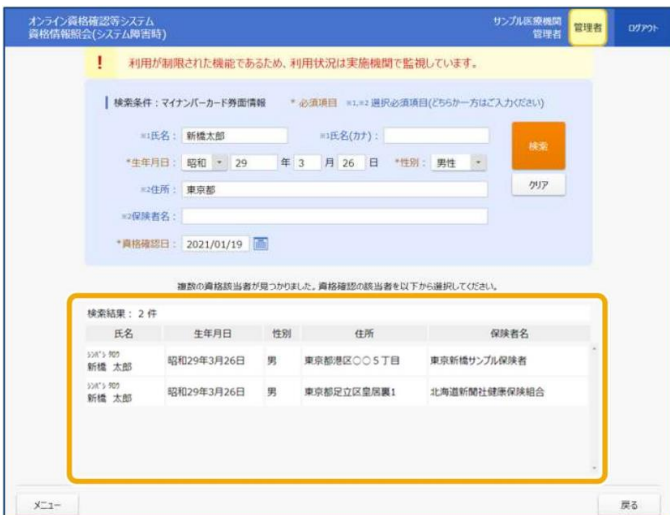 オンライン資格確認等システム
資格情報照会(システム障害時)
サンプル医療機関
管理者
管理者
ログアウト
! 利用が制限された機能であるため、利用状況は実施機関で監視しています。
検索条件：マイナンバーカード券面情報 * 必須項目 ※1,※2 選択必須項目(どちらか一方はご入力ください)
※1氏名： 新橋太郎 ※1氏名(カナ)：
*生年月日： 昭和 29 年 3 月 26 日 *性別： 男性
※2住所： 東京都
※2保険者名：
*資格確認日： 2021/01/19
検索
クリア
複数の資格該当者が見つかりました。資格確認の該当者を以下から選択してください。
検索結果： 2 件
氏名 生年月日 性別 住所 保険者名
ｼﾝﾊﾞｼ ﾀﾛｳ
新橋 太郎 昭和29年3月26日 男 東京都港区○○5丁目 東京新橋サンプル保険者
ｼﾝﾊﾞｼ ﾀﾛｳ
新橋 太郎 昭和29年3月26日 男 東京都足立区皇居裏1 北海道新聞社健康保険組合
メニュー
戻る